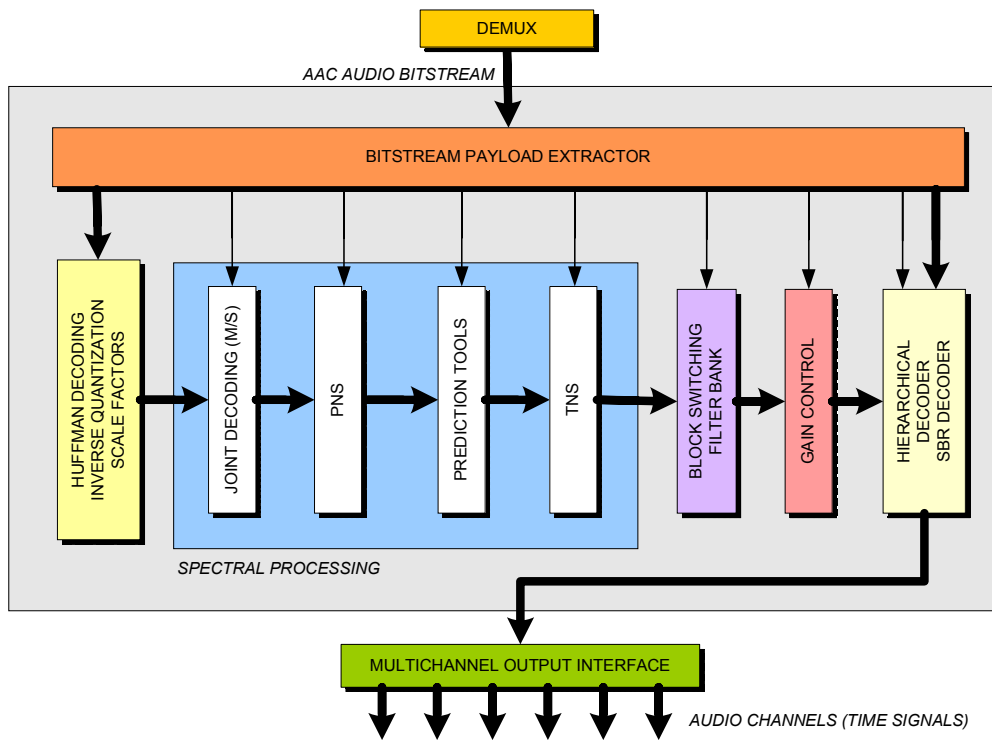 DEMUX
AAC AUDIO BITSTREAM
BITSTREAM PAYLOAD EXTRACTOR
HUFFMAN DECODING
INVERSE QUANTIZATION
SCALE FACTORS
JOINT DECODING (M/S)
PNS
PREDICTION TOOLS
TNS
BLOCK SWITCHING
FILTER BANK
GAIN CONTROL
HIERARCHICAL
DECODER
SBR DECODER
SPECTRAL PROCESSING
MULTICHANNEL OUTPUT INTERFACE
AUDIO CHANNELS (TIME SIGNALS)